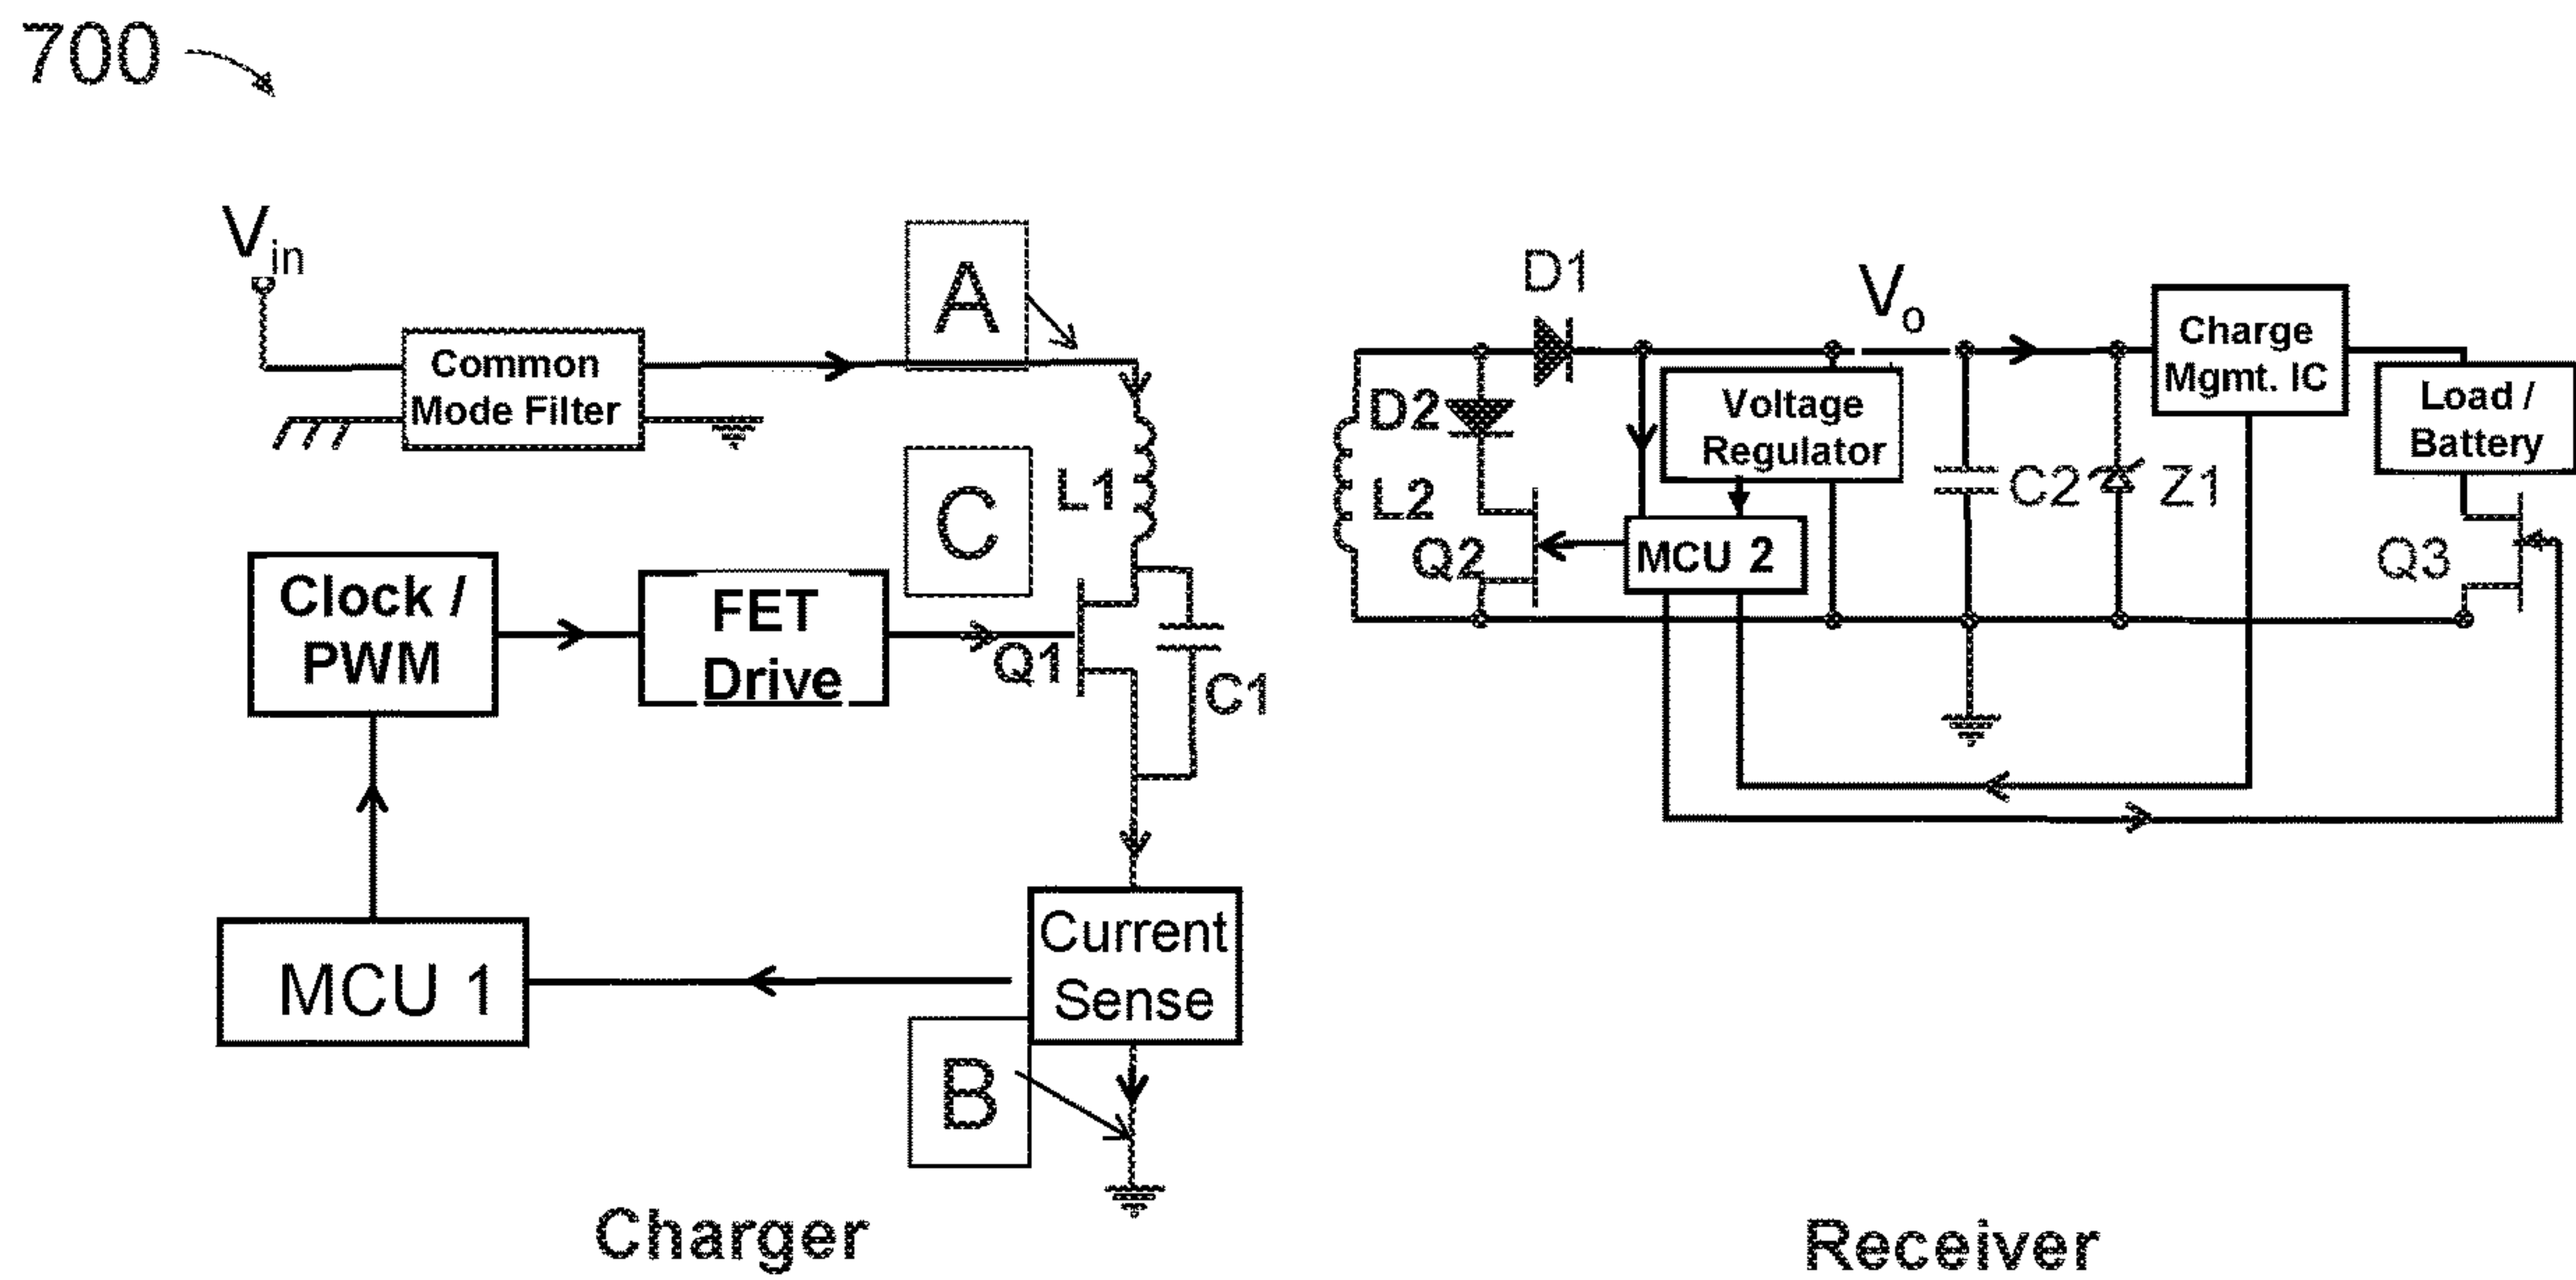 700
Vin
A
D1
Vo
Common
Mode Filter
Charge
Mgmt. IC
D2
Voltage
Regulator
Load /
Battery
C
L1
L2
C2
Z1
Q2
MCU 2
Q3
Clock /
PWM
FET
Drive
Q1
C1
Current
Sense
MCU 1
B
Charger
Receiver